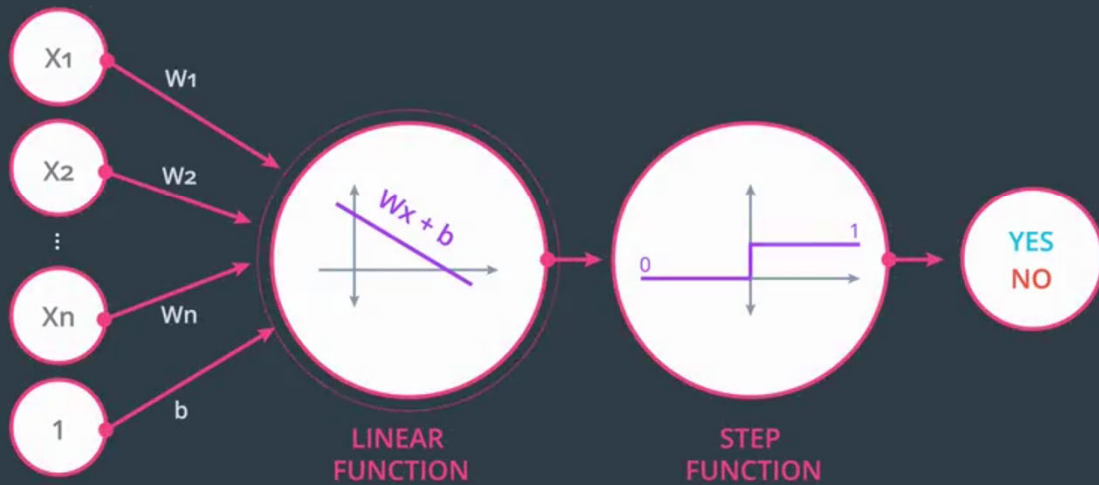 X1
W1
X2
W2
...
Xn
Wn
1
b
Wx + b
LINEAR
FUNCTION
0
1
STEP
FUNCTION
YES
NO